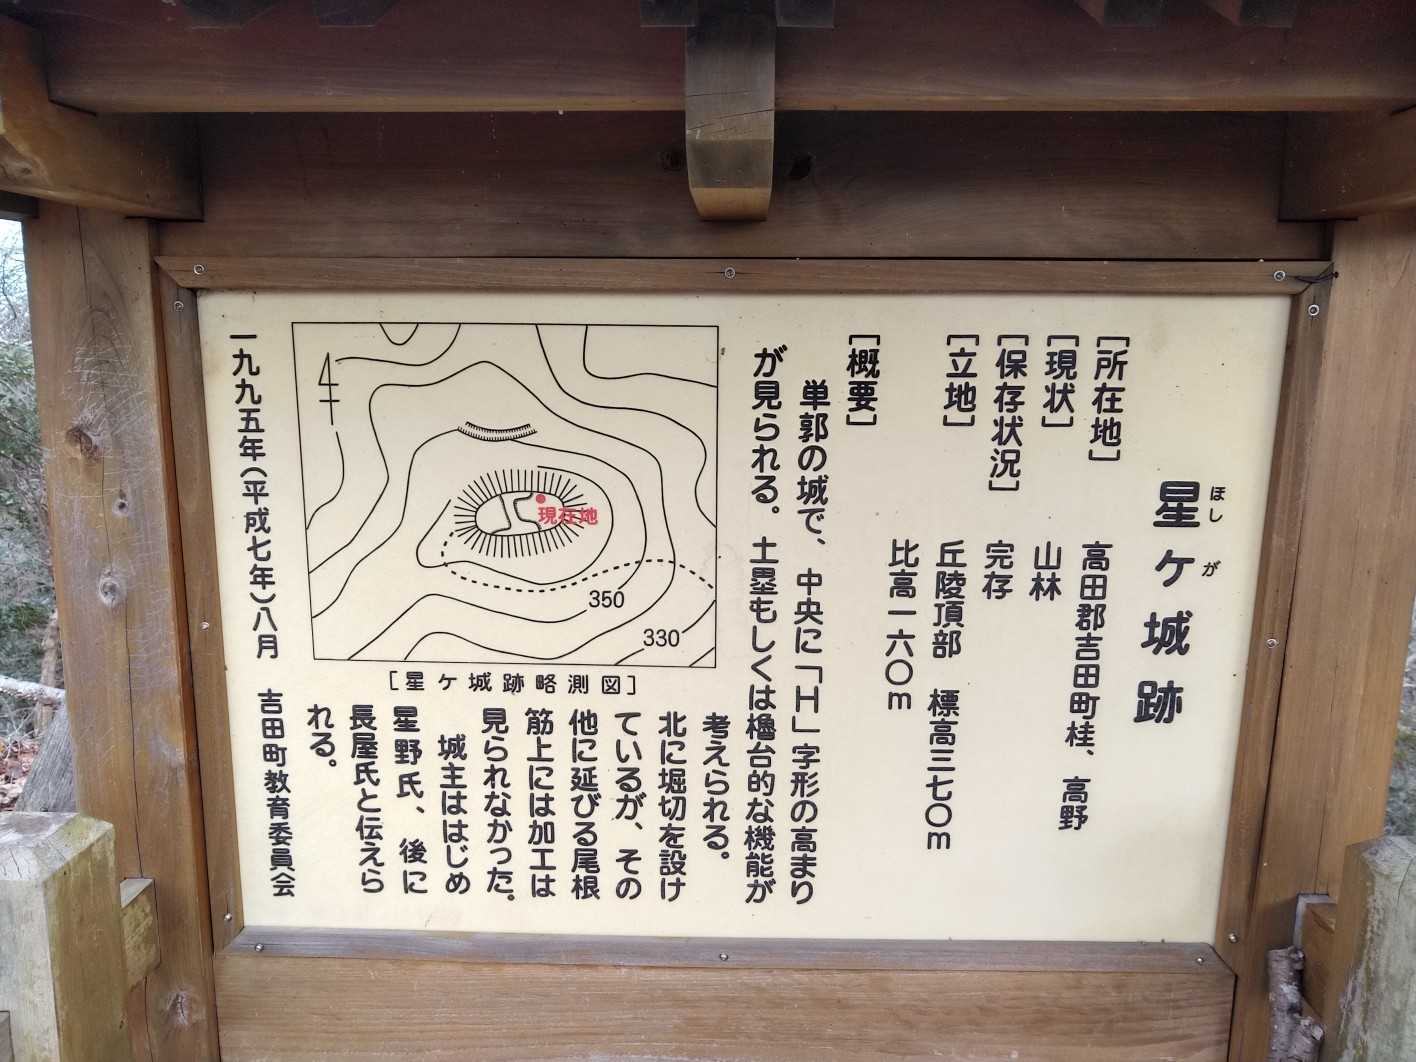 星ヶ城跡
ほし が
[所在地] 高田郡吉田町桂、高野
[現状] 山林
[保存状況] 完存
[立地] 丘陵頂部 標高三七〇m
比高一六〇m
[概要]
単郭の城で、中央に「H」字形の高まり
が見られる。土塁もしくは櫓台的な機能が
考えられる。
北に堀切を設け
ているが、その
他に延びる尾根
筋上には加工は
見られなかった。
城主ははじめ
星野氏、後に
長屋氏と伝えら
れる。
現在地
350
330
[星ヶ城跡略測図]
一九九五年(平成七年)八月 吉田町教育委員会